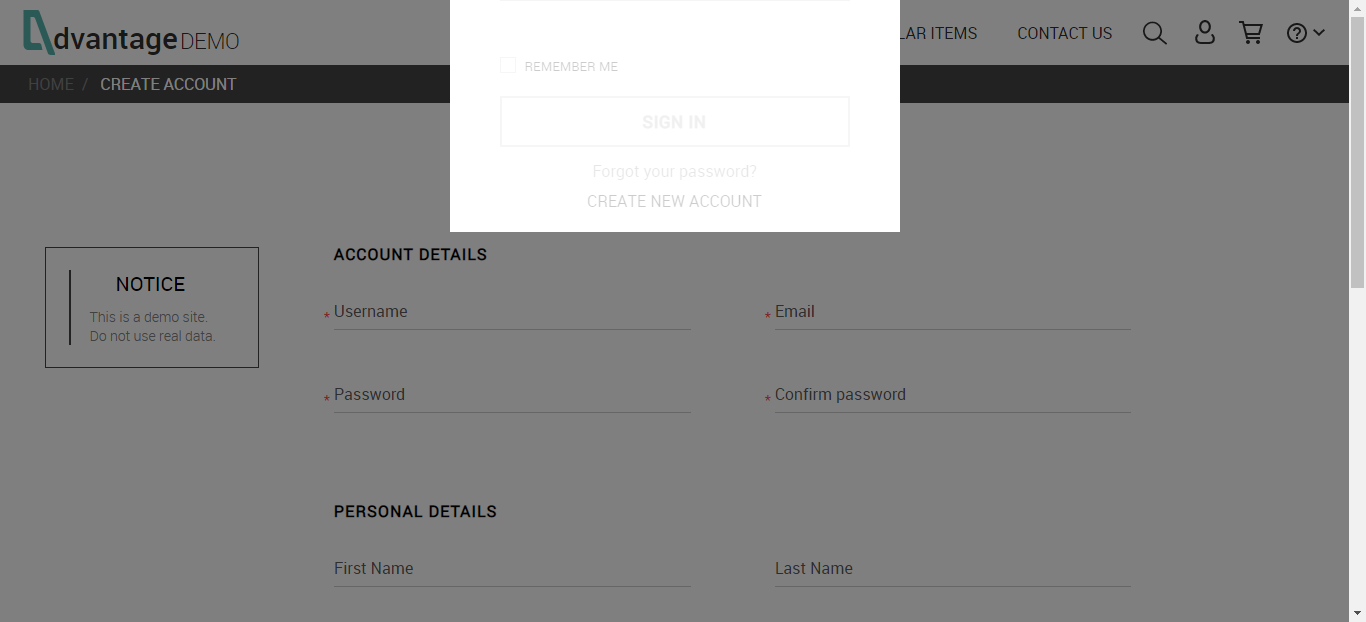 dvantage DEMO
LAR ITEMS
CONTACT US
HOME / CREATE ACCOUNT
REMEMBER ME
SIGN IN
Forgot your password?
CREATE NEW ACCOUNT
NOTICE
This is a demo site.
Do not use real data.
ACCOUNT DETAILS
* Username
* Email
* Password
* Confirm password
PERSONAL DETAILS
First Name
Last Name